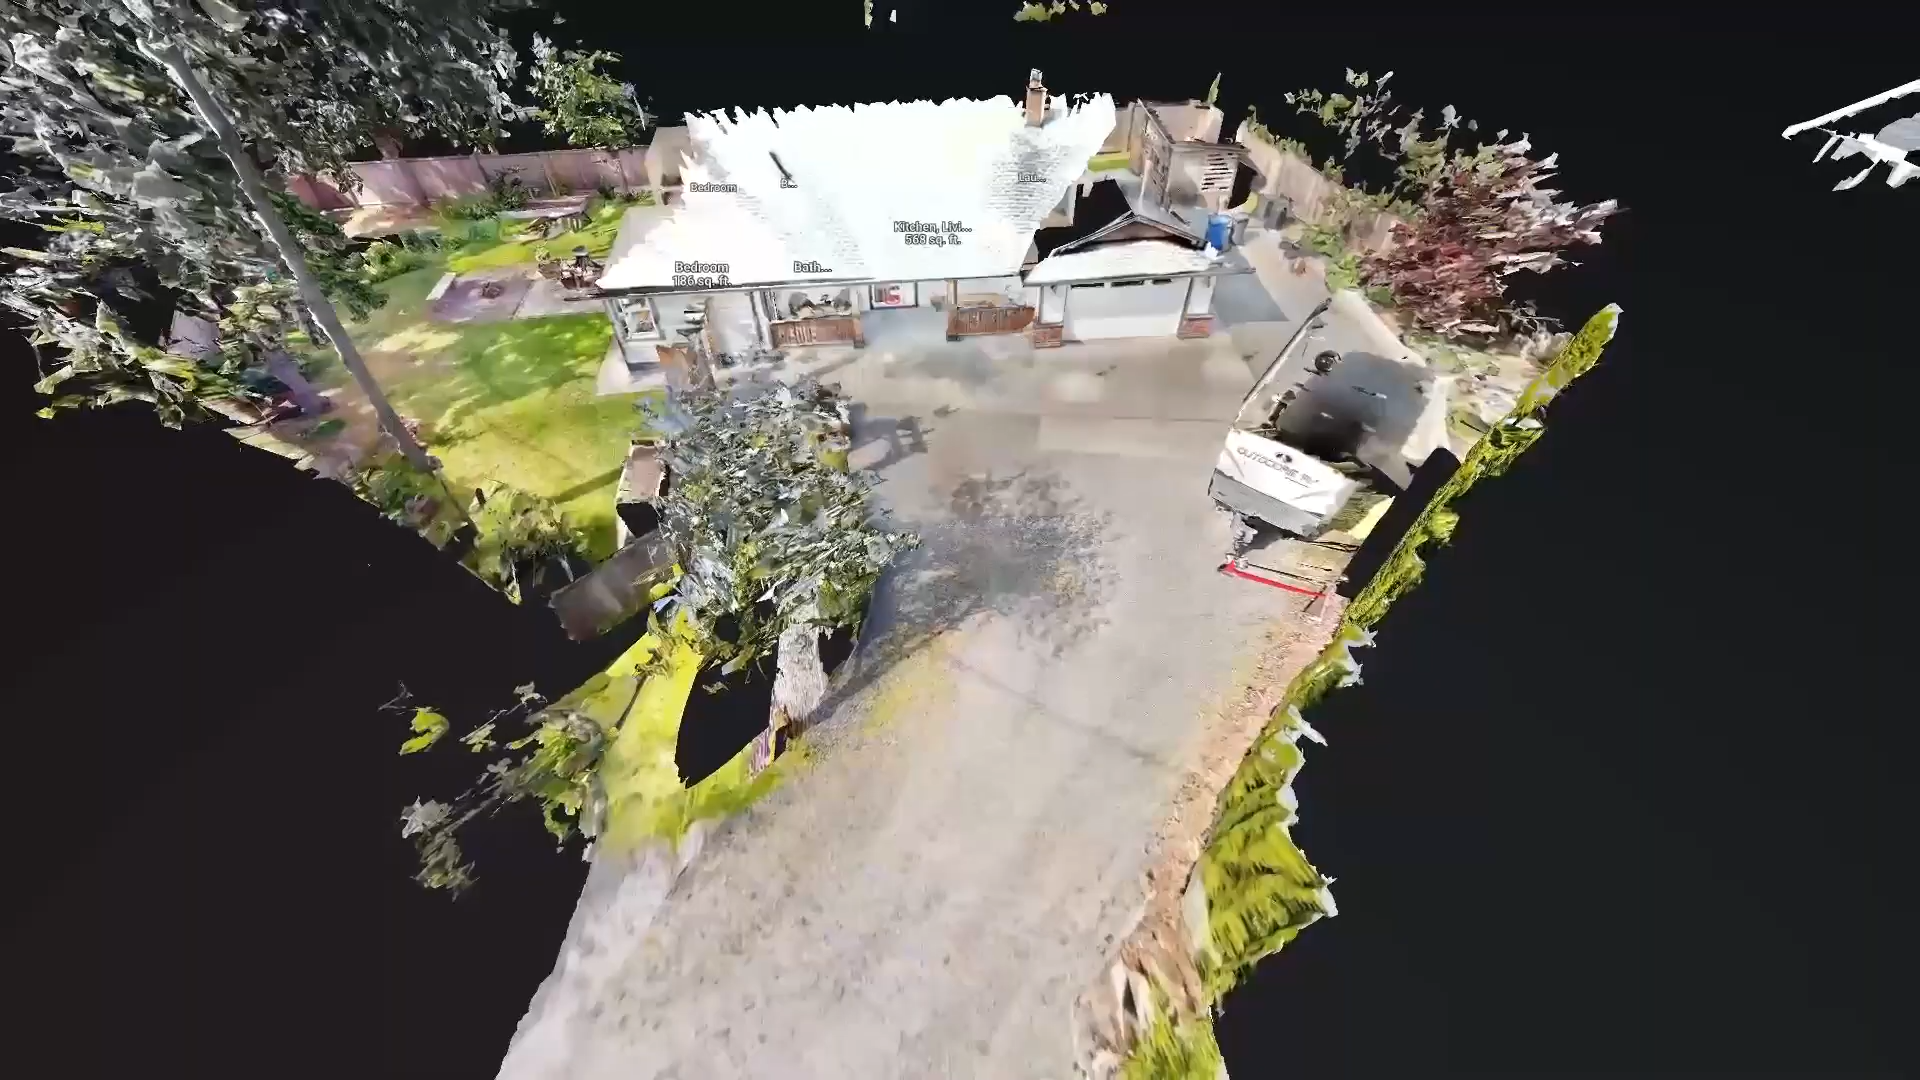 Bedroom
B...
Lau...
Kitchen, Livi...
568 sq. ft.
Bedroom
186 sq. ft.
Bath...
OUTDOORS RV